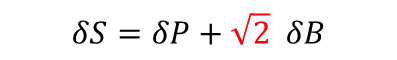 δS = δP + √2 δB